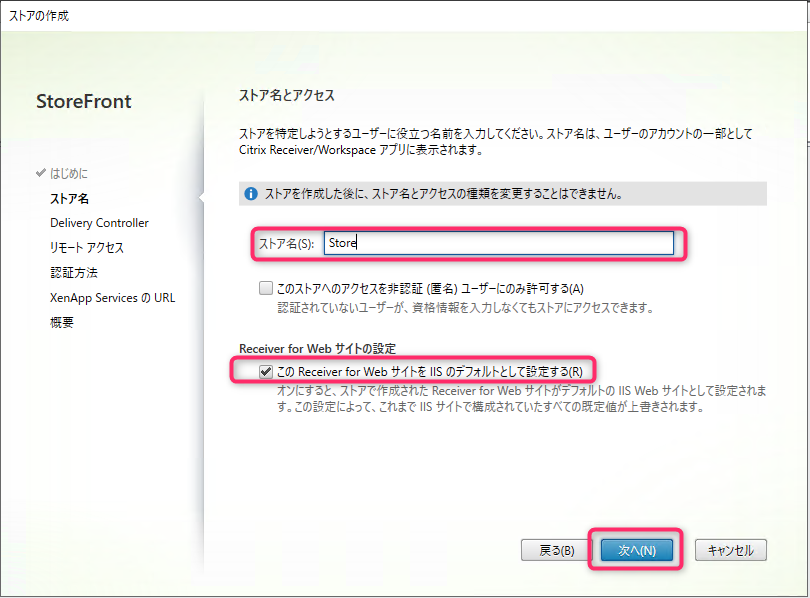 ストアの作成
StoreFront
はじめに
ストア名
Delivery Controller
リモート アクセス
認証方法
XenApp Services の URL
概要
ストア名とアクセス
ストアを特定しようとするユーザーに役立つ名前を入力してください。ストア名は、ユーザーのアカウントの一部として
Citrix Receiver/Workspace アプリに表示されます。
ストアを作成した後に、ストア名とアクセスの種類を変更することはできません。
ストア名(S): Store
このストアへのアクセスを非認証 (匿名) ユーザーにのみ許可する(A)
認証されていないユーザーが、資格情報を入力しなくてもストアにアクセスできます。
Receiver for Web サイトの設定
この Receiver for Web サイトを IIS のデフォルトとして設定する(R)
オンにすると、ストアで作成された Receiver for Web サイトがデフォルトの IIS Web サイトとして設定されま
す。この設定によって、これまで IIS サイトで構成されていたすべての既定値が上書きされます。
戻る(B) 次へ(N) キャンセル